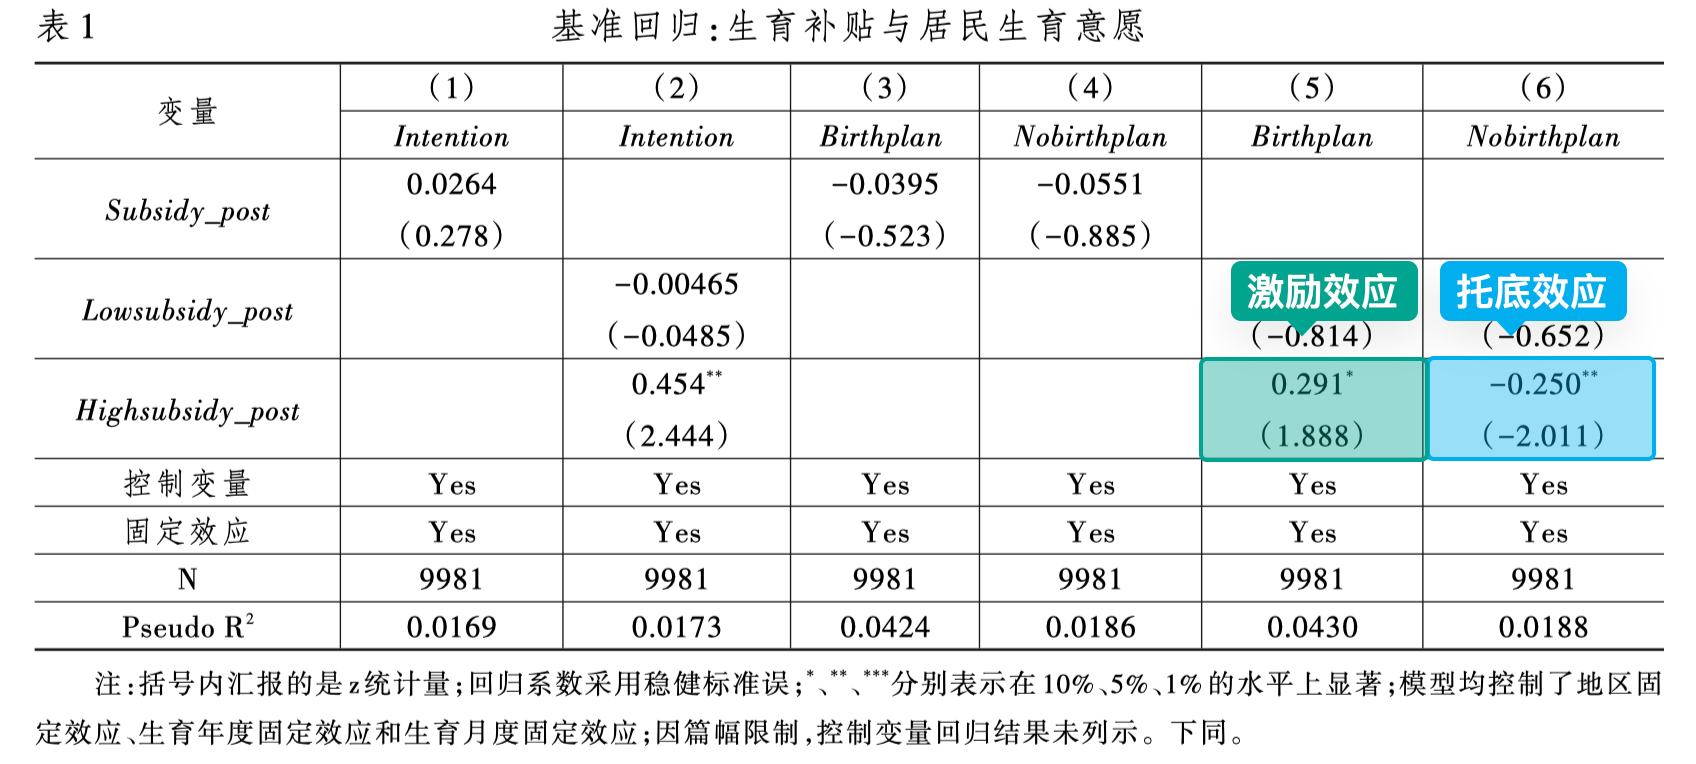 表1 基准回归:生育补贴与居民生育意愿
变量 (1) (2) (3) (4) (5) (6)
Intention Intention Birthplan Nobirthplan Birthplan Nobirthplan
Subsidy_post 0.0264 -0.0395 -0.0551
(0.278) (-0.523) (-0.885)
Lowsubsidy_post -0.00465 激励效应 托底效应
(-0.0485) (-0.814) (-0.652)
Highsubsidy_post 0.454** 0.291* -0.250**
(2.444) (1.888) (-2.011)
控制变量 Yes Yes Yes Yes Yes Yes
固定效应 Yes Yes Yes Yes Yes Yes
N 9981 9981 9981 9981 9981 9981
Pseudo R² 0.0169 0.0173 0.0424 0.0186 0.0430 0.0188
注:括号内汇报的是z统计量;回归系数采用稳健标准误;*、**、***分别表示在10%、5%、1%的水平上显著;模型均控制了地区固
定效应、生育年度固定效应和生育月度固定效应;因篇幅限制,控制变量回归结果未列示。下同。